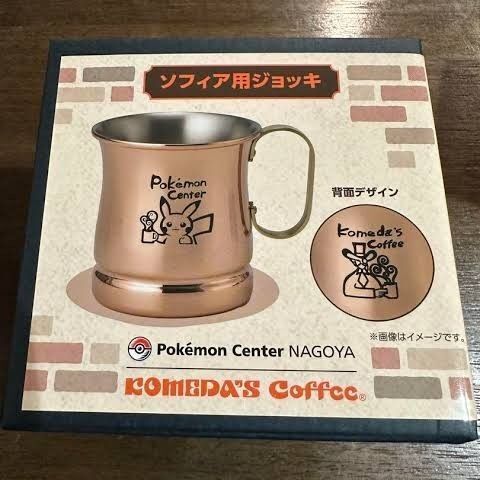 ソフィア用ジョッキ
Pokémon
Center
背面デザイン
Komeda's
Coffee
※画像はイメージです。
Pokémon Center NAGOYA
KOMEDA'S Coffee®